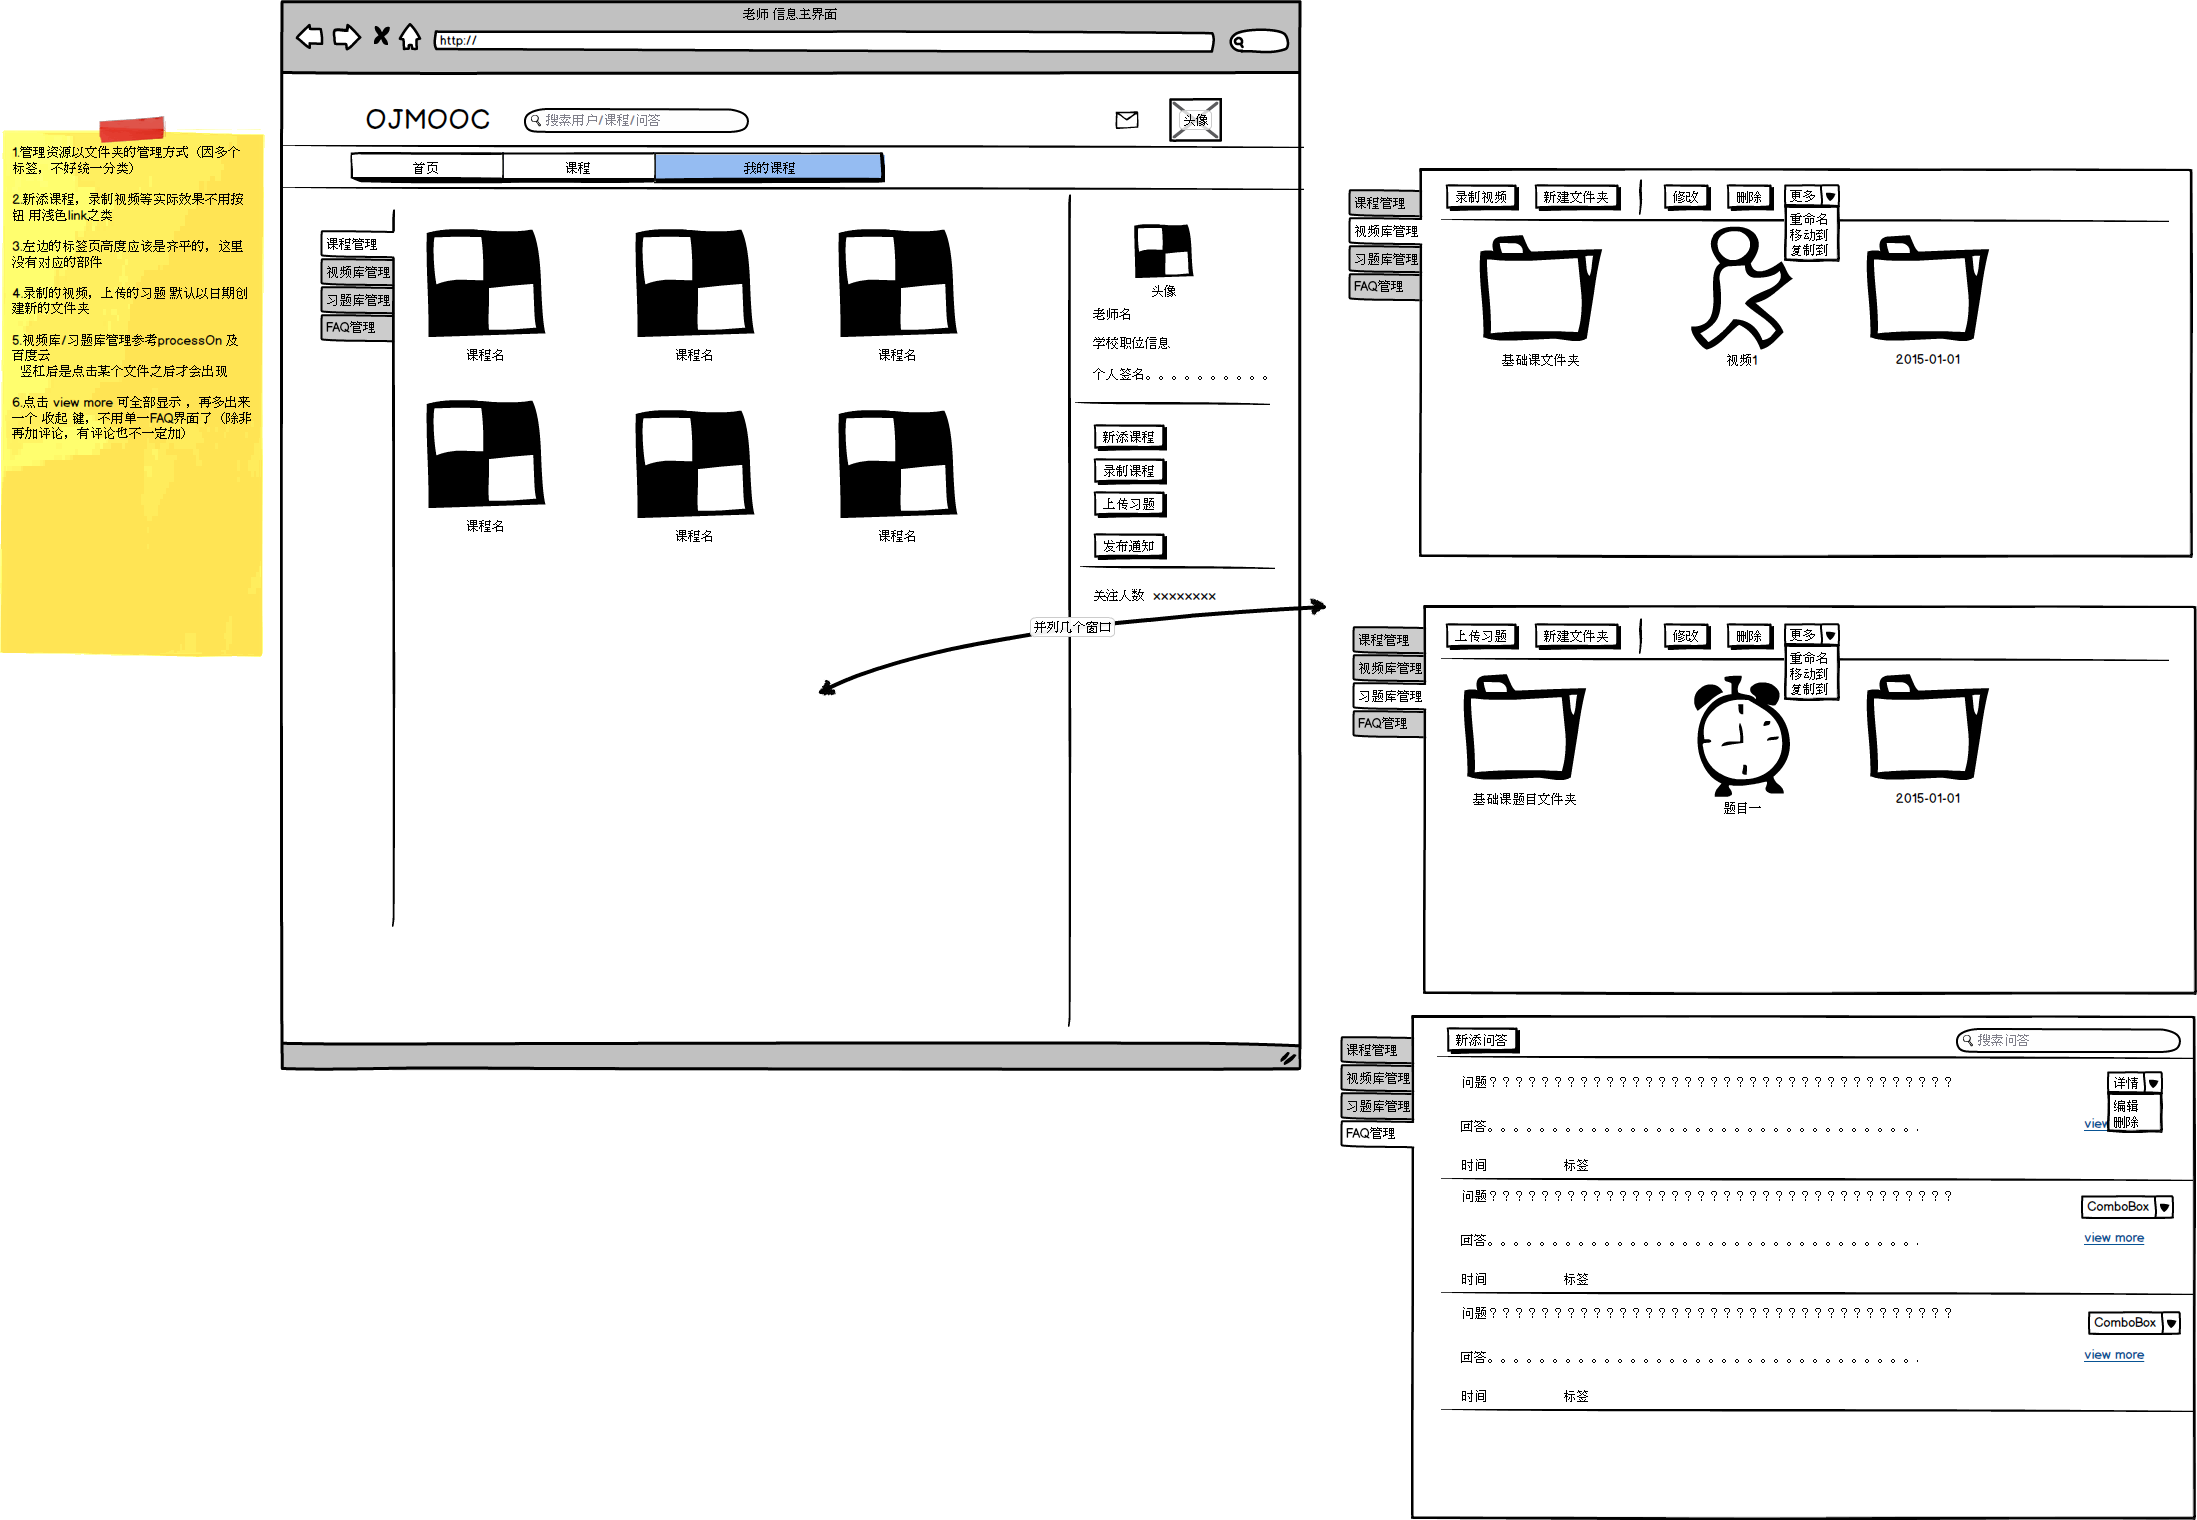 老师 信息主界面
http://
OJMOOC
搜索用户/课程/问答
头像
首页
课程
我的课程
1.管理资源以文件夹的管理方式（因多个
标签，不好统一分类）
2.新添课程，录制视频等实际效果不用按
钮 用浅色link之类
3.左边的标签页高度应该是齐平的，这里
没有对应的部件
4.录制的视频，上传的习题 默认以日期创
建新的文件夹
5.视频库/习题库管理参考processOn 及
百度云
竖杠后是点击某个文件之后才会出现
6.点击 view more 可全部显示 ，再多出来
一个 收起 键，不用单一FAQ界面了（除非
再加评论，有评论也不一定加）
课程管理
视频库管理
习题库管理
FAQ管理
课程名
课程名
课程名
课程名
课程名
课程名
头像
老师名
学校职位信息
个人签名。。。。。。。。。。
新添课程
录制课程
上传习题
发布通知
关注人数 xxxxxxxx
并列几个窗口
课程管理
视频库管理
习题库管理
FAQ管理
录制视频
新建文件夹
修改
删除
更多
重命名
移动到
复制到
基础课文件夹
视频1
2015-01-01
课程管理
视频库管理
习题库管理
FAQ管理
上传习题
新建文件夹
修改
删除
更多
重命名
移动到
复制到
基础课题目文件夹
题目一
2015-01-01
课程管理
视频库管理
习题库管理
FAQ管理
新添问答
搜索问答
问题？？？？？？？？？？？？？？？？？？？？？？？？？？？？？？？？？？？？
详情
编辑
删除
回答。。。。。。。。。。。。。。。。。。。。。。。。。。。。。。。。。
view
时间
标签
问题？？？？？？？？？？？？？？？？？？？？？？？？？？？？？？？？？？？？
ComboBox
回答。。。。。。。。。。。。。。。。。。。。。。。。。。。。。。。。。
view more
时间
标签
问题？？？？？？？？？？？？？？？？？？？？？？？？？？？？？？？？？？？？
ComboBox
回答。。。。。。。。。。。。。。。。。。。。。。。。。。。。。。。。。
view more
时间
标签